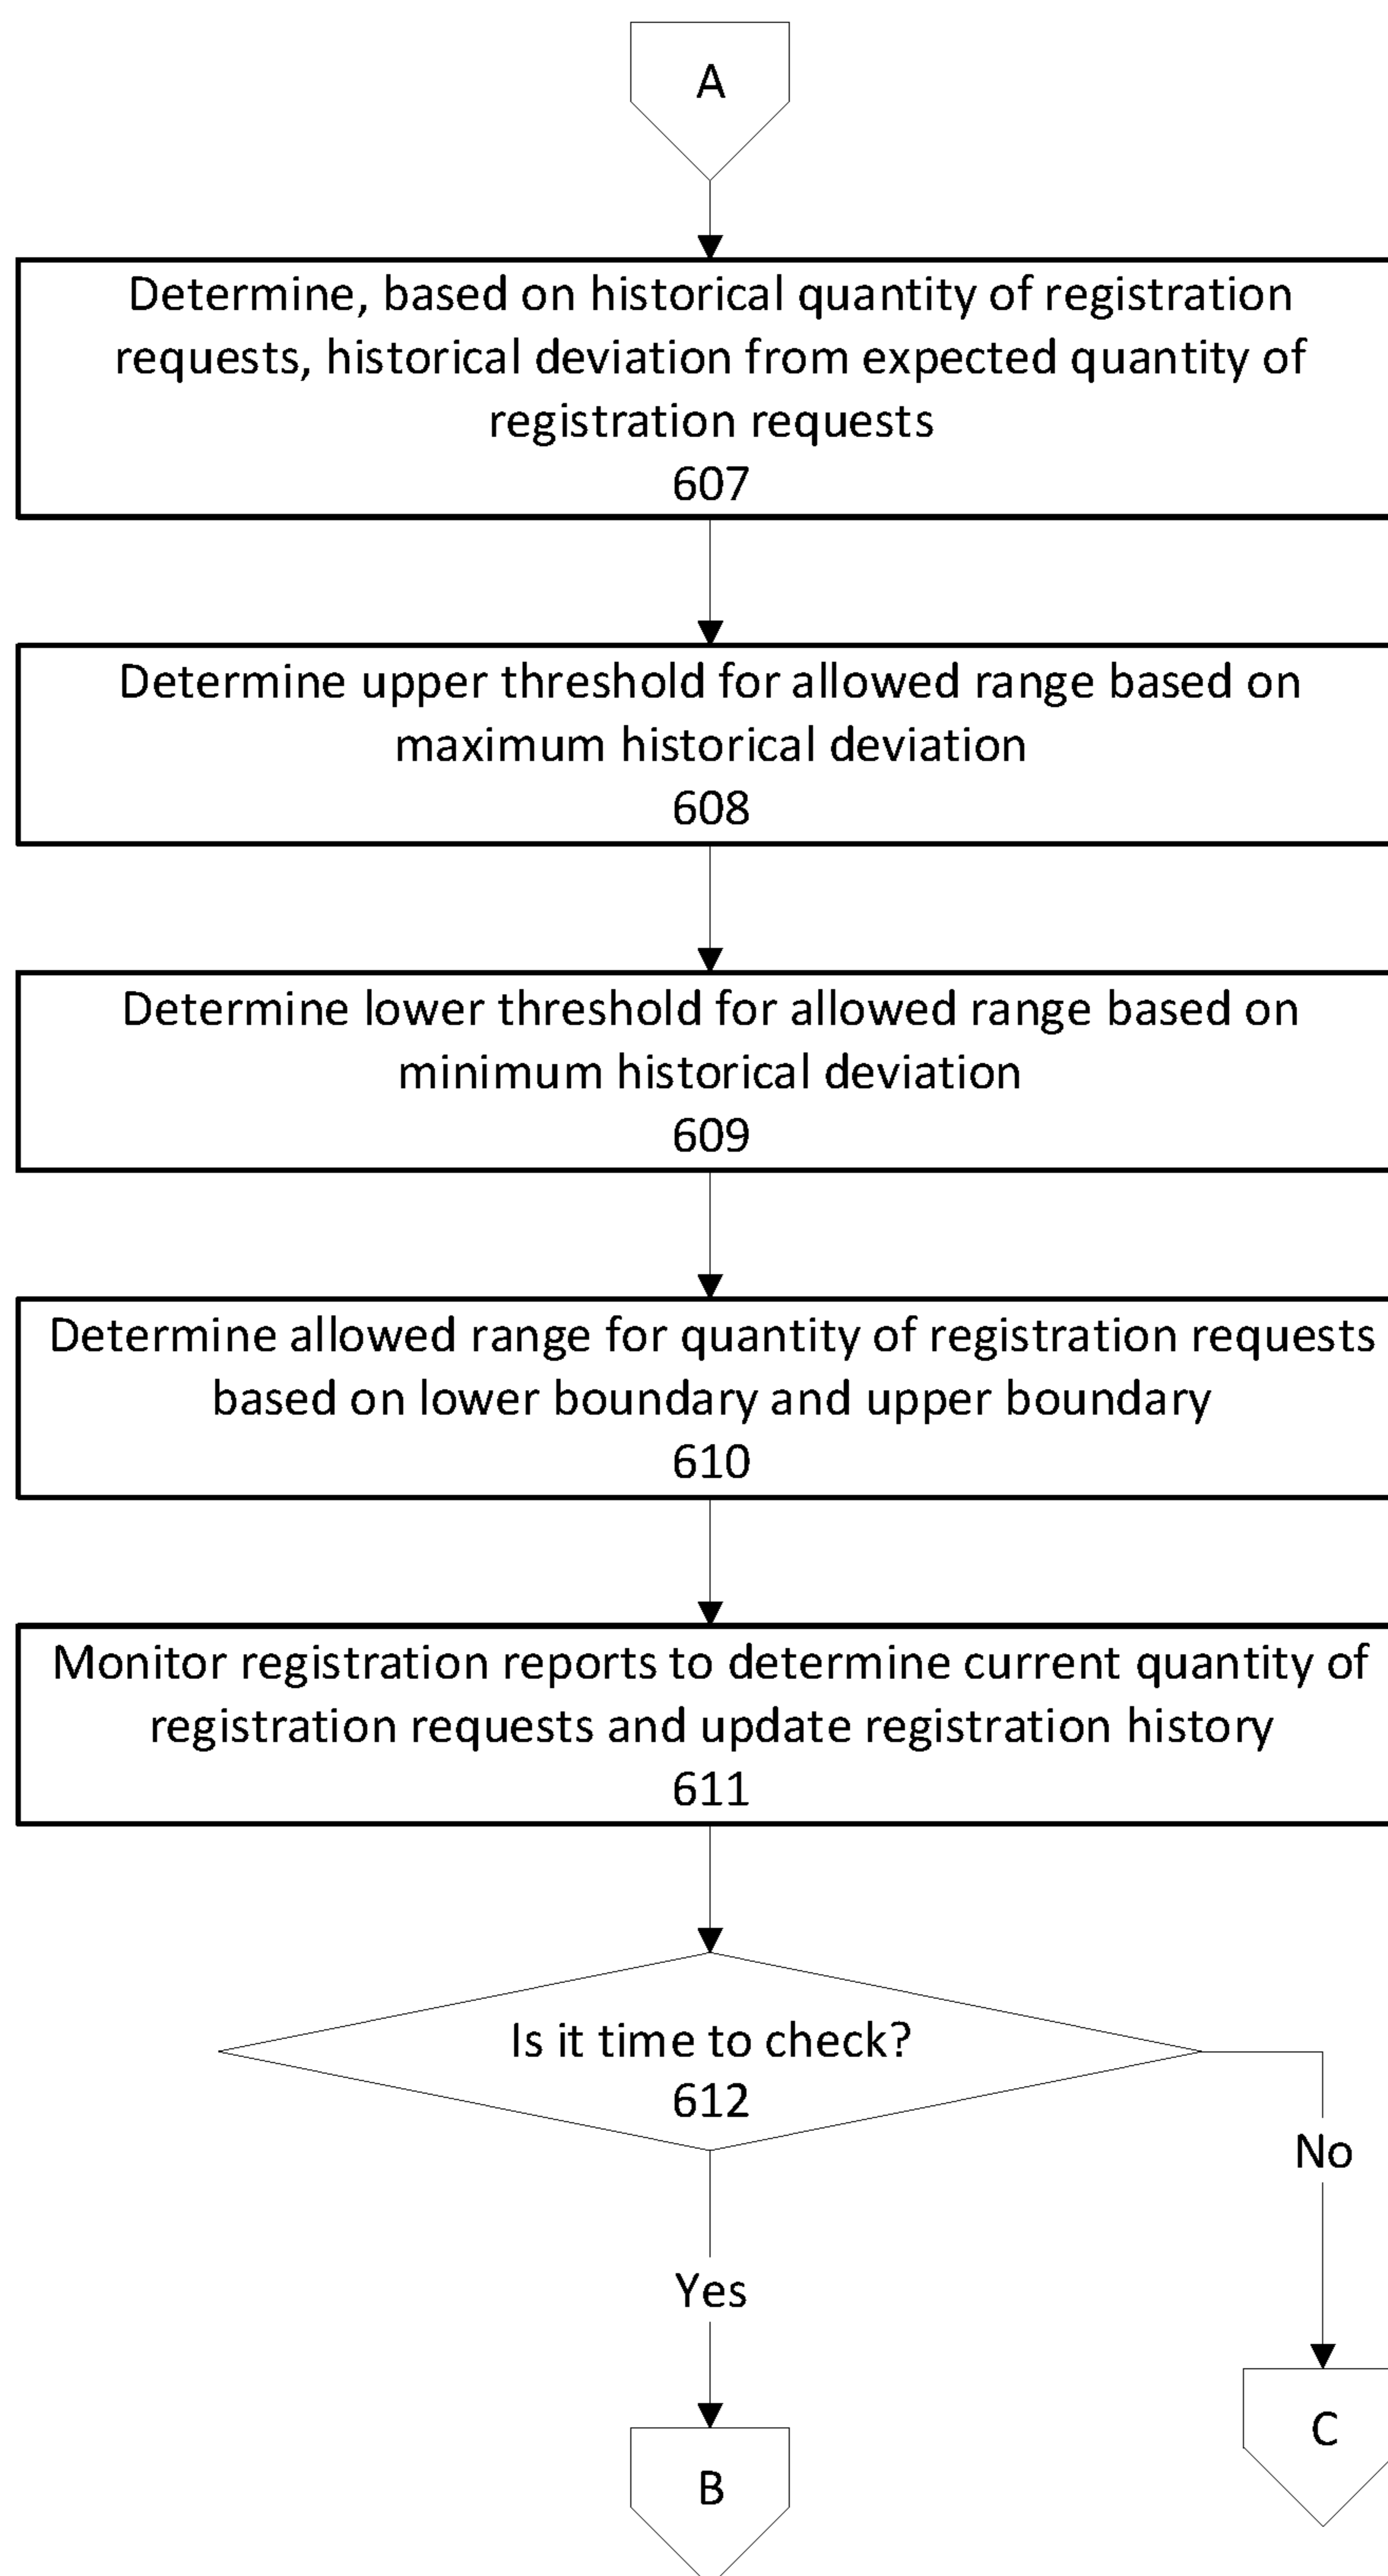 A
Determine, based on historical quantity of registration
requests, historical deviation from expected quantity of
registration requests
607
Determine upper threshold for allowed range based on
maximum historical deviation
608
Determine lower threshold for allowed range based on
minimum historical deviation
609
Determine allowed range for quantity of registration requests
based on lower boundary and upper boundary
610
Monitor registration reports to determine current quantity of
registration requests and update registration history
611
Is it time to check?
612
No
Yes
C
B